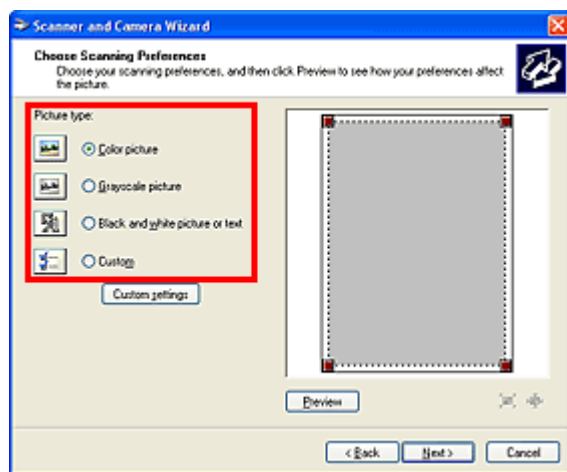 Scanner and Camera Wizard
Choose Scanning Preferences
Choose your scanning preferences, and then click Preview to see how your preferences affect
the picture.
Picture type:
Color picture
Grayscale picture
Black and white picture or text
Custom
Custom settings
Preview
< Back
Next >
Cancel